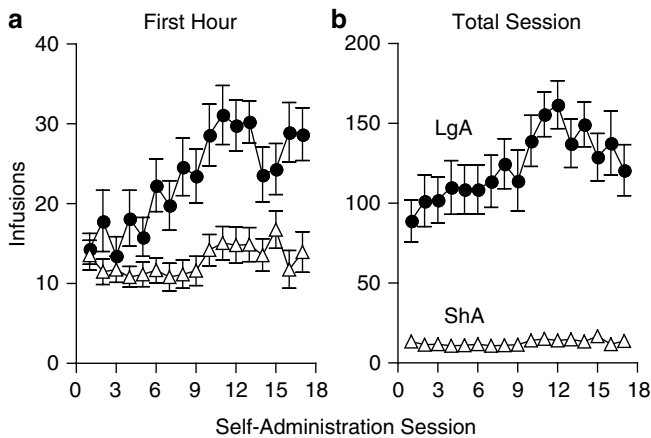 a First Hour
40
30
20
10
0
Infusions
0 3 6 9 12 15 18
b Total Session
200
150
100
50
0
LgA
ShA
0 3 6 9 12 15 18
Self-Administration Session